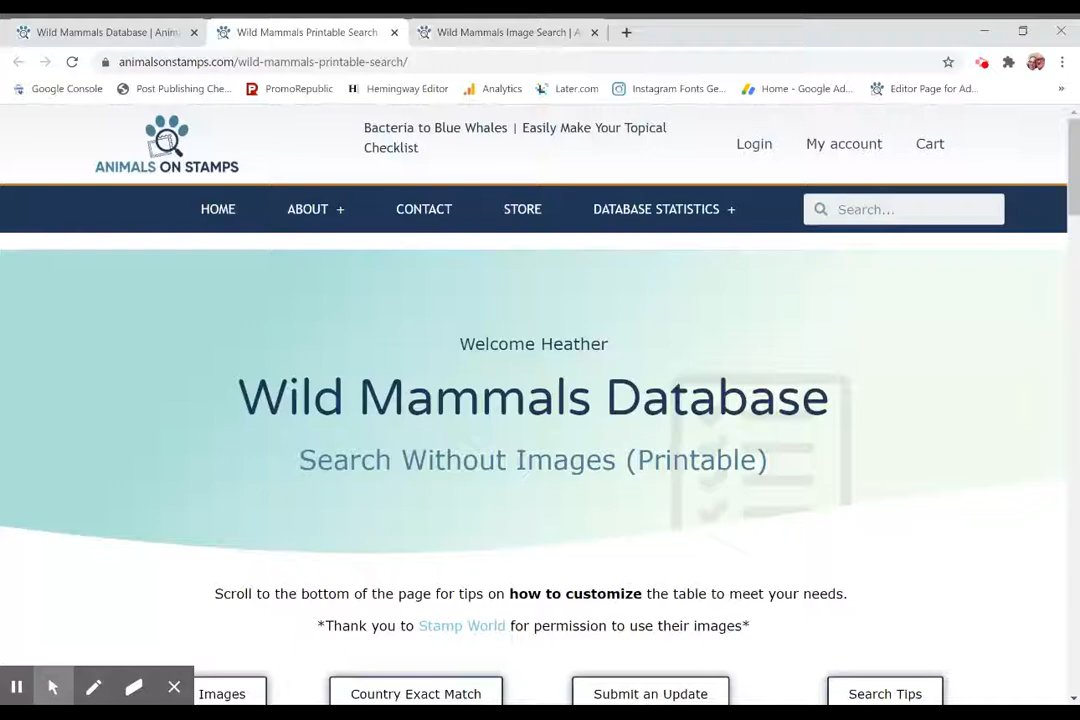 Wild Mammals Database | Anim
Wild Mammals Printable Search
Wild Mammals Image Search | A
animalsonstamps.com/wild-mammals-printable-search/
Google Console
Post Publishing Che...
PromoRepublic
Hemingway Editor
Analytics
Later.com
Instagram Fonts Ge...
Home - Google Ad...
Editor Page for Ad...
ANIMALS ON STAMPS
Bacteria to Blue Whales | Easily Make Your Topical
Checklist
Login
My account
Cart
HOME
ABOUT +
CONTACT
STORE
DATABASE STATISTICS +
Search...
Welcome Heather
Wild Mammals Database
Search Without Images (Printable)
Scroll to the bottom of the page for tips on how to customize the table to meet your needs.
*Thank you to Stamp World for permission to use their images*
Images
Country Exact Match
Submit an Update
Search Tips